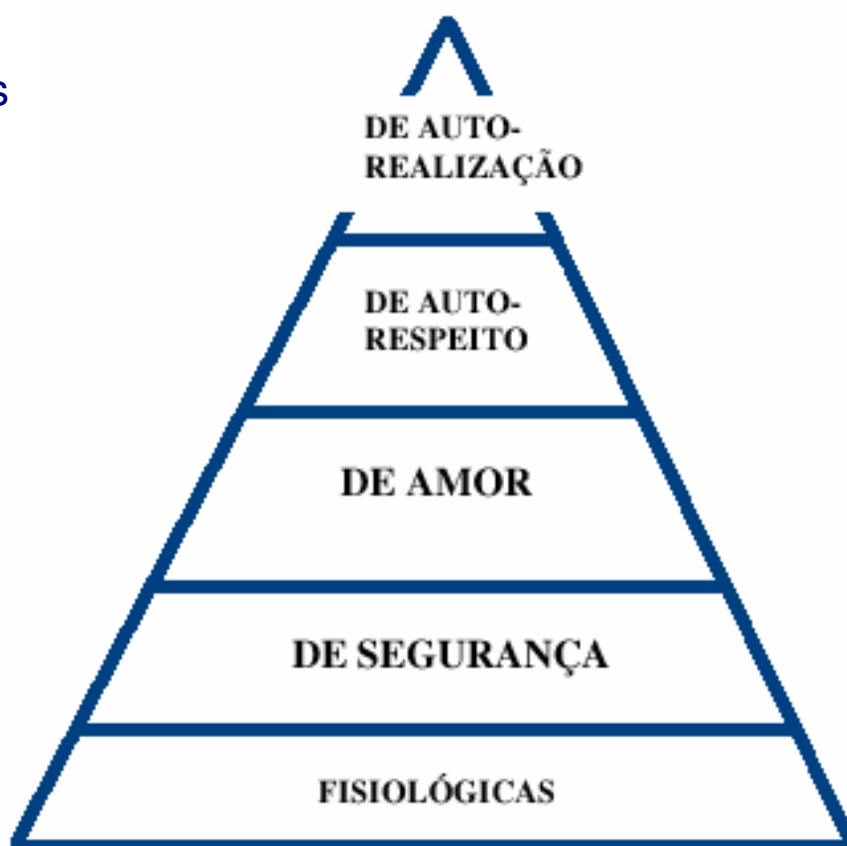 s
DE AUTO-
REALIZAÇÃO
DE AUTO-
RESPEITO
DE AMOR
DE SEGURANÇA
FISIOLÓGICAS